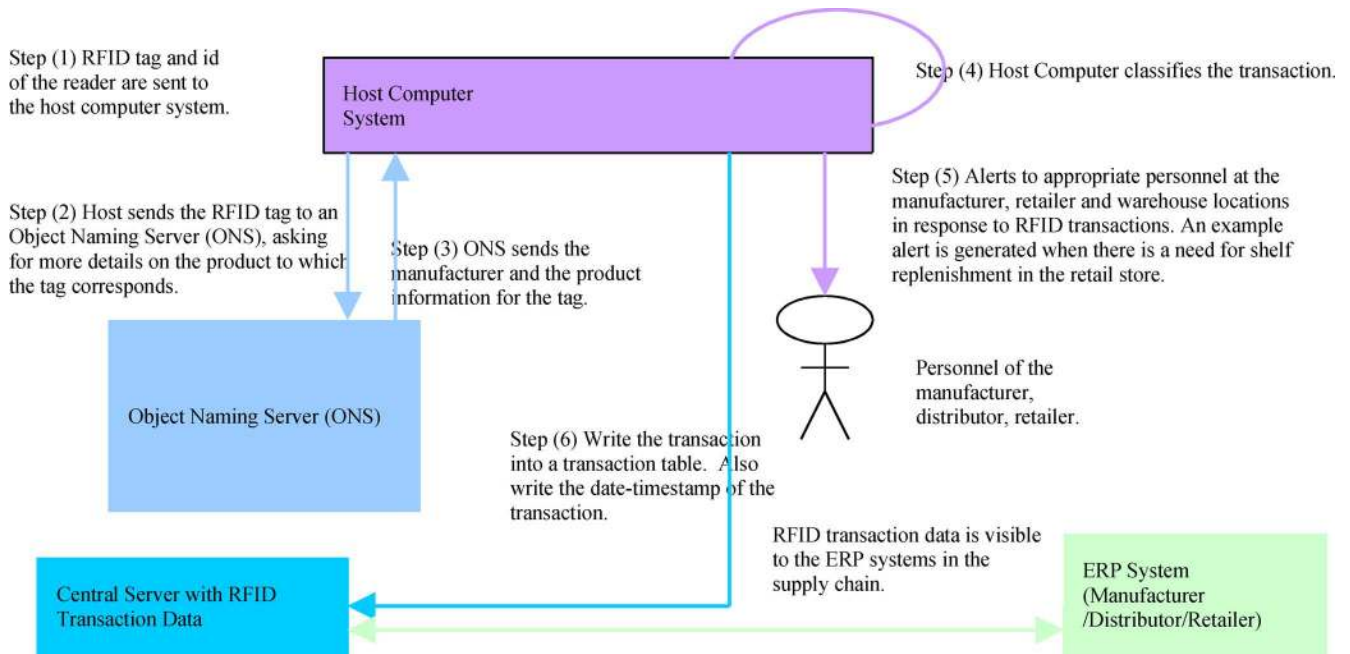 Step (1) RFID tag and id
of the reader are sent to
the host computer system.
Host Computer
System
Step (4) Host Computer classifies the transaction.
Step (2) Host sends the RFID tag to an
Object Naming Server (ONS), asking
for more details on the product to which
the tag corresponds.
Step (3) ONS sends the
manufacturer and the product
information for the tag.
Step (5) Alerts to appropriate personnel at the
manufacturer, retailer and warehouse locations
in response to RFID transactions. An example
alert is generated when there is a need for shelf
replenishment in the retail store.
Object Naming Server (ONS)
Personnel of the
manufacturer,
distributor, retailer.
Step (6) Write the transaction
into a transaction table. Also
write the date-timestamp of the
transaction.
RFID transaction data is visible
to the ERP systems in the
supply chain.
Central Server with RFID
Transaction Data
ERP System
(Manufacturer
/Distributor/Retailer)